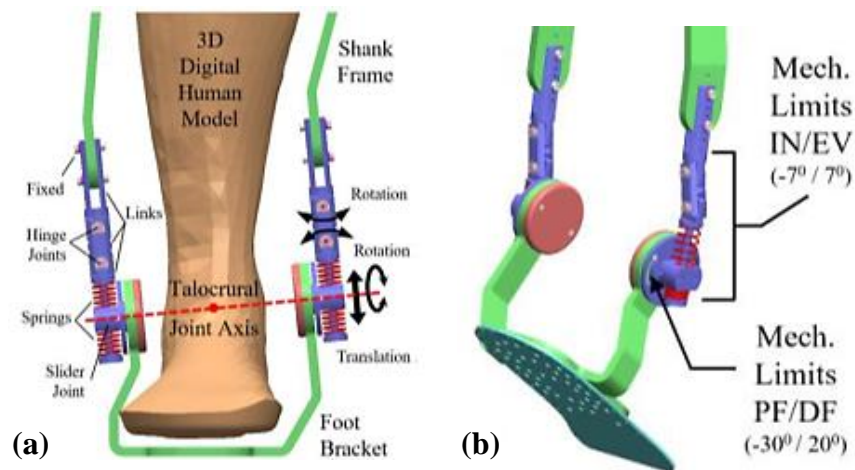 3D
Digital
Human
Model
Shank
Frame
Fixed
Links
Hinge
Joints
Rotation
Rotation
Springs
Talocrural
Joint Axis
Slider
Joint
Translation
Foot
Bracket
(a)
Mech.
Limits
IN/EV
(-7⁰ / 7⁰)
Mech.
Limits
PF/DF
(-30⁰ / 20⁰)
(b)